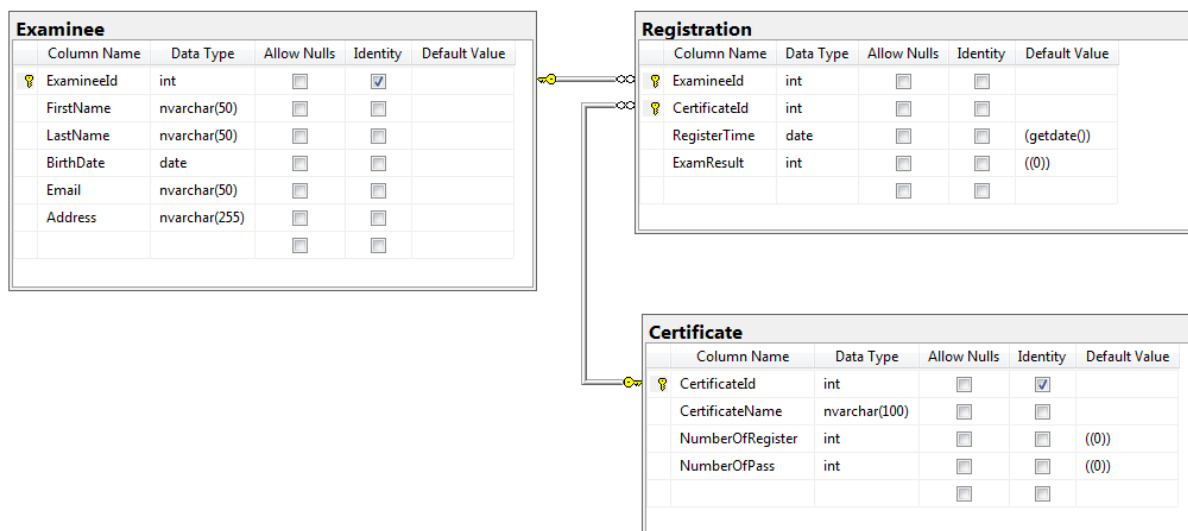 Examinee
Column Name Data Type Allow Nulls Identity Default Value
ExamineeId int
FirstName nvarchar(50)
LastName nvarchar(50)
BirthDate date
Email nvarchar(50)
Address nvarchar(255)
Registration
Column Name Data Type Allow Nulls Identity Default Value
ExamineeId int
CertificateId int
RegisterTime date (getdate())
ExamResult int ((0))
Certificate
Column Name Data Type Allow Nulls Identity Default Value
CertificateId int
CertificateName nvarchar(100)
NumberOfRegister int ((0))
NumberOfPass int ((0))